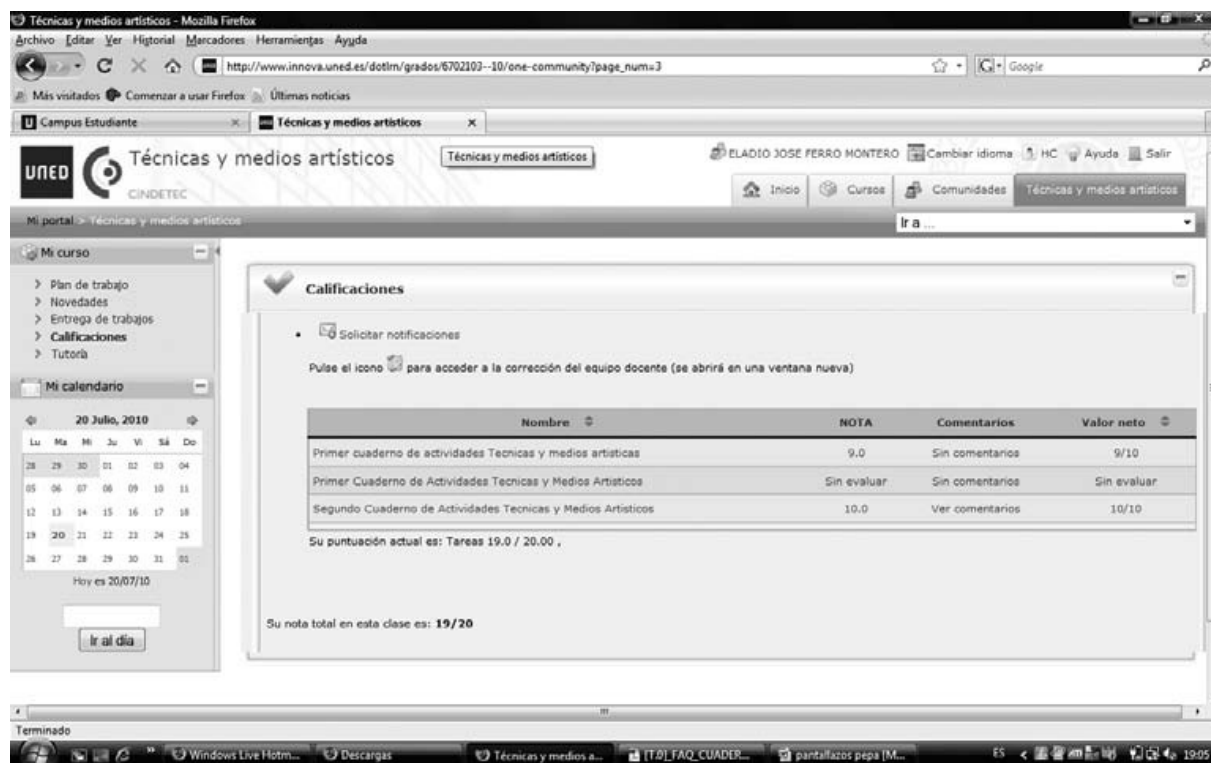 Técnicas y medios artísticos - Mozilla Firefox
Archivo Editar Ver Historial Marcadores Herramientas Ayuda
http://www.innova.uned.es/dotlrn/grados/6702103--10/one-community?page_num=3
Google
Más visitados Comenzar a usar Firefox Últimas noticias
Campus Estudiante Técnicas y medios artísticos
UNED
Técnicas y medios artísticos
CINDETEC
Técnicas y medios artísticos
ELADIO JOSE FERRO MONTERO Cambiar idioma HC Ayuda Salir
Inicio Cursos Comunidades Técnicas y medios artísticos
Mi portal > Técnicas y medios artísticos
Ir a ...
Mi curso
> Plan de trabajo
> Novedades
> Entrega de trabajos
> Calificaciones
> Tutoría
Mi calendario
20 Julio, 2010
Lu Ma Mi Ju Vi Sá Do
28 29 30 01 02 03 04
05 06 07 08 09 10 11
12 13 14 15 16 17 18
19 20 21 22 23 24 25
26 27 28 29 30 31 01
Hoy es 20/07/10
Ir al día
Calificaciones
• Solicitar notificaciones
Pulse el icono para acceder a la corrección del equipo docente (se abrirá en una ventana nueva)
Nombre NOTA Comentarios Valor neto
Primer cuaderno de actividades Tecnicas y medios artisticas 9.0 Sin comentarios 9/10
Primer Cuaderno de Actividades Tecnicas y Medios Artisticos Sin evaluar Sin comentarios Sin evaluar
Segundo Cuaderno de Actividades Tecnicas y Medios Artisticos 10.0 Ver comentarios 10/10
Su puntuación actual es: Tareas 19.0 / 20.00 ,
Su nota total en esta clase es: 19/20
Terminado
Windows Live Hotm... Descargas Técnicas y medios a... [T.0]_FAQ_CUADER... pantallazos pepa [M... ES 19:05